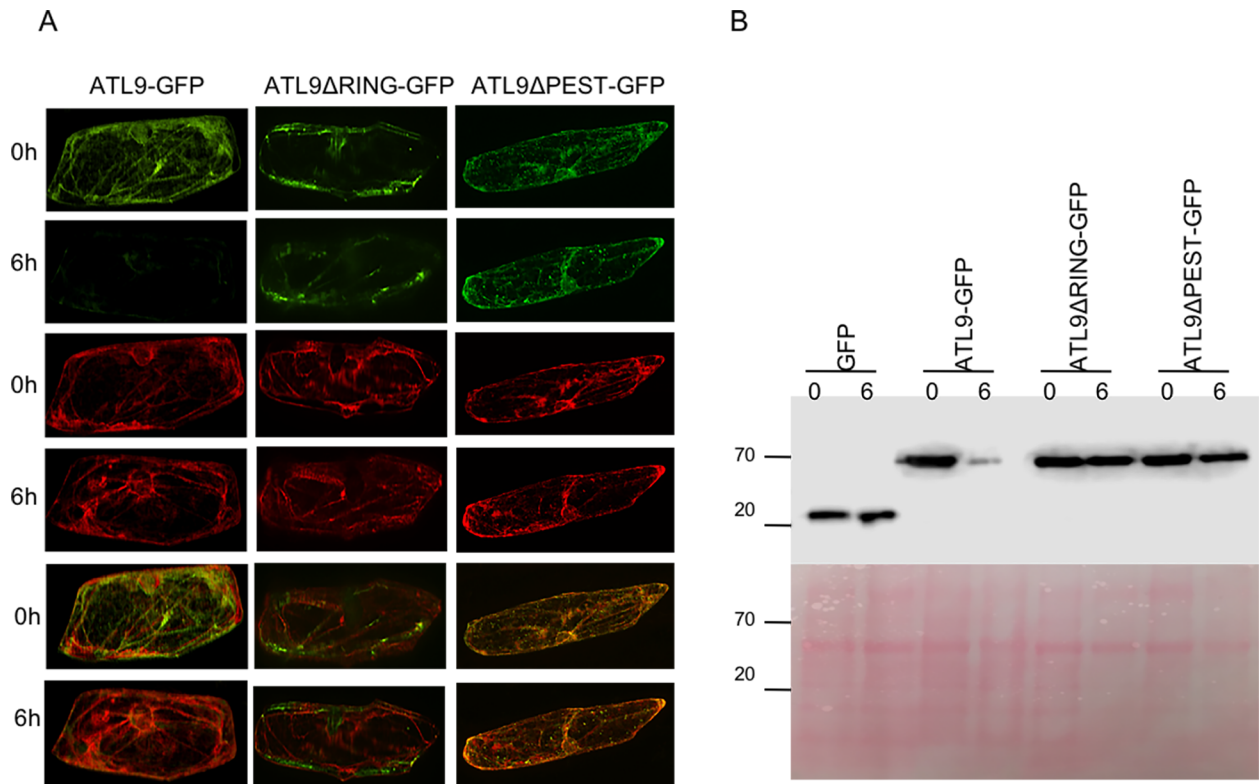 A
B
ATL9-GFP
ATL9ΔRING-GFP
ATL9ΔPEST-GFP
0h
6h
0h
6h
0h
6h
GFP
ATL9-GFP
ATL9ΔRING-GFP
ATL9ΔPEST-GFP
0 6 0 6 0 6 0 6
70
20
70
20